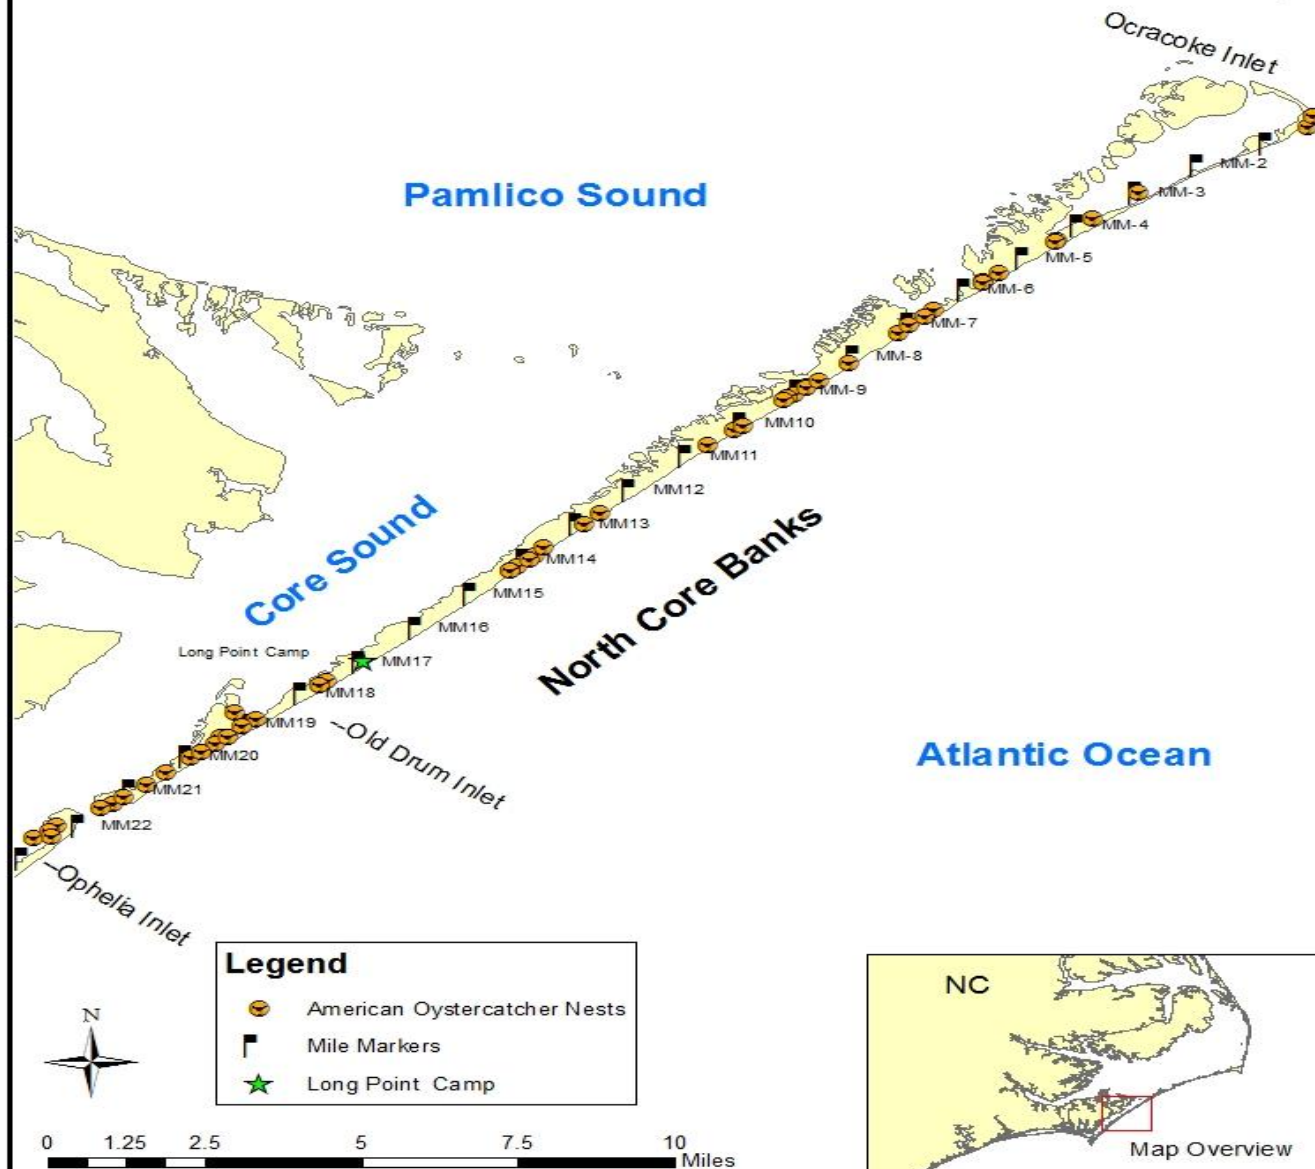 Ocracoke Inlet
MM-2
Pamlico Sound
MM-3
MM-4
MM-5
MM-6
MM-7
MM-8
MM-9
MM10
MM11
MM12
MM13
Core Sound
North Core Banks
MM14
MM15
MM16
Long Point Camp
MM17
MM18
MM19
--Old Drum Inlet
MM20
Atlantic Ocean
MM21
MM22
--Ophelia Inlet
Legend
American Oystercatcher Nests
Mile Markers
Long Point Camp
N
NC
Map Overview
0 1.25 2.5 5 7.5 10
Miles